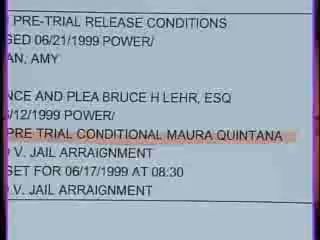 PRE-TRIAL RELEASE CONDITIONS
GED 06/21/1999 POWER/
AN, AMY
NCE AND PLEA BRUCE H LEHR, ESQ
/12/1999 POWER/
PRE TRIAL CONDITIONAL MAURA QUINTANA
V. JAIL ARRAIGNMENT
SET FOR 06/17/1999 AT 08:30
.V. JAIL ARRAIGNMENT